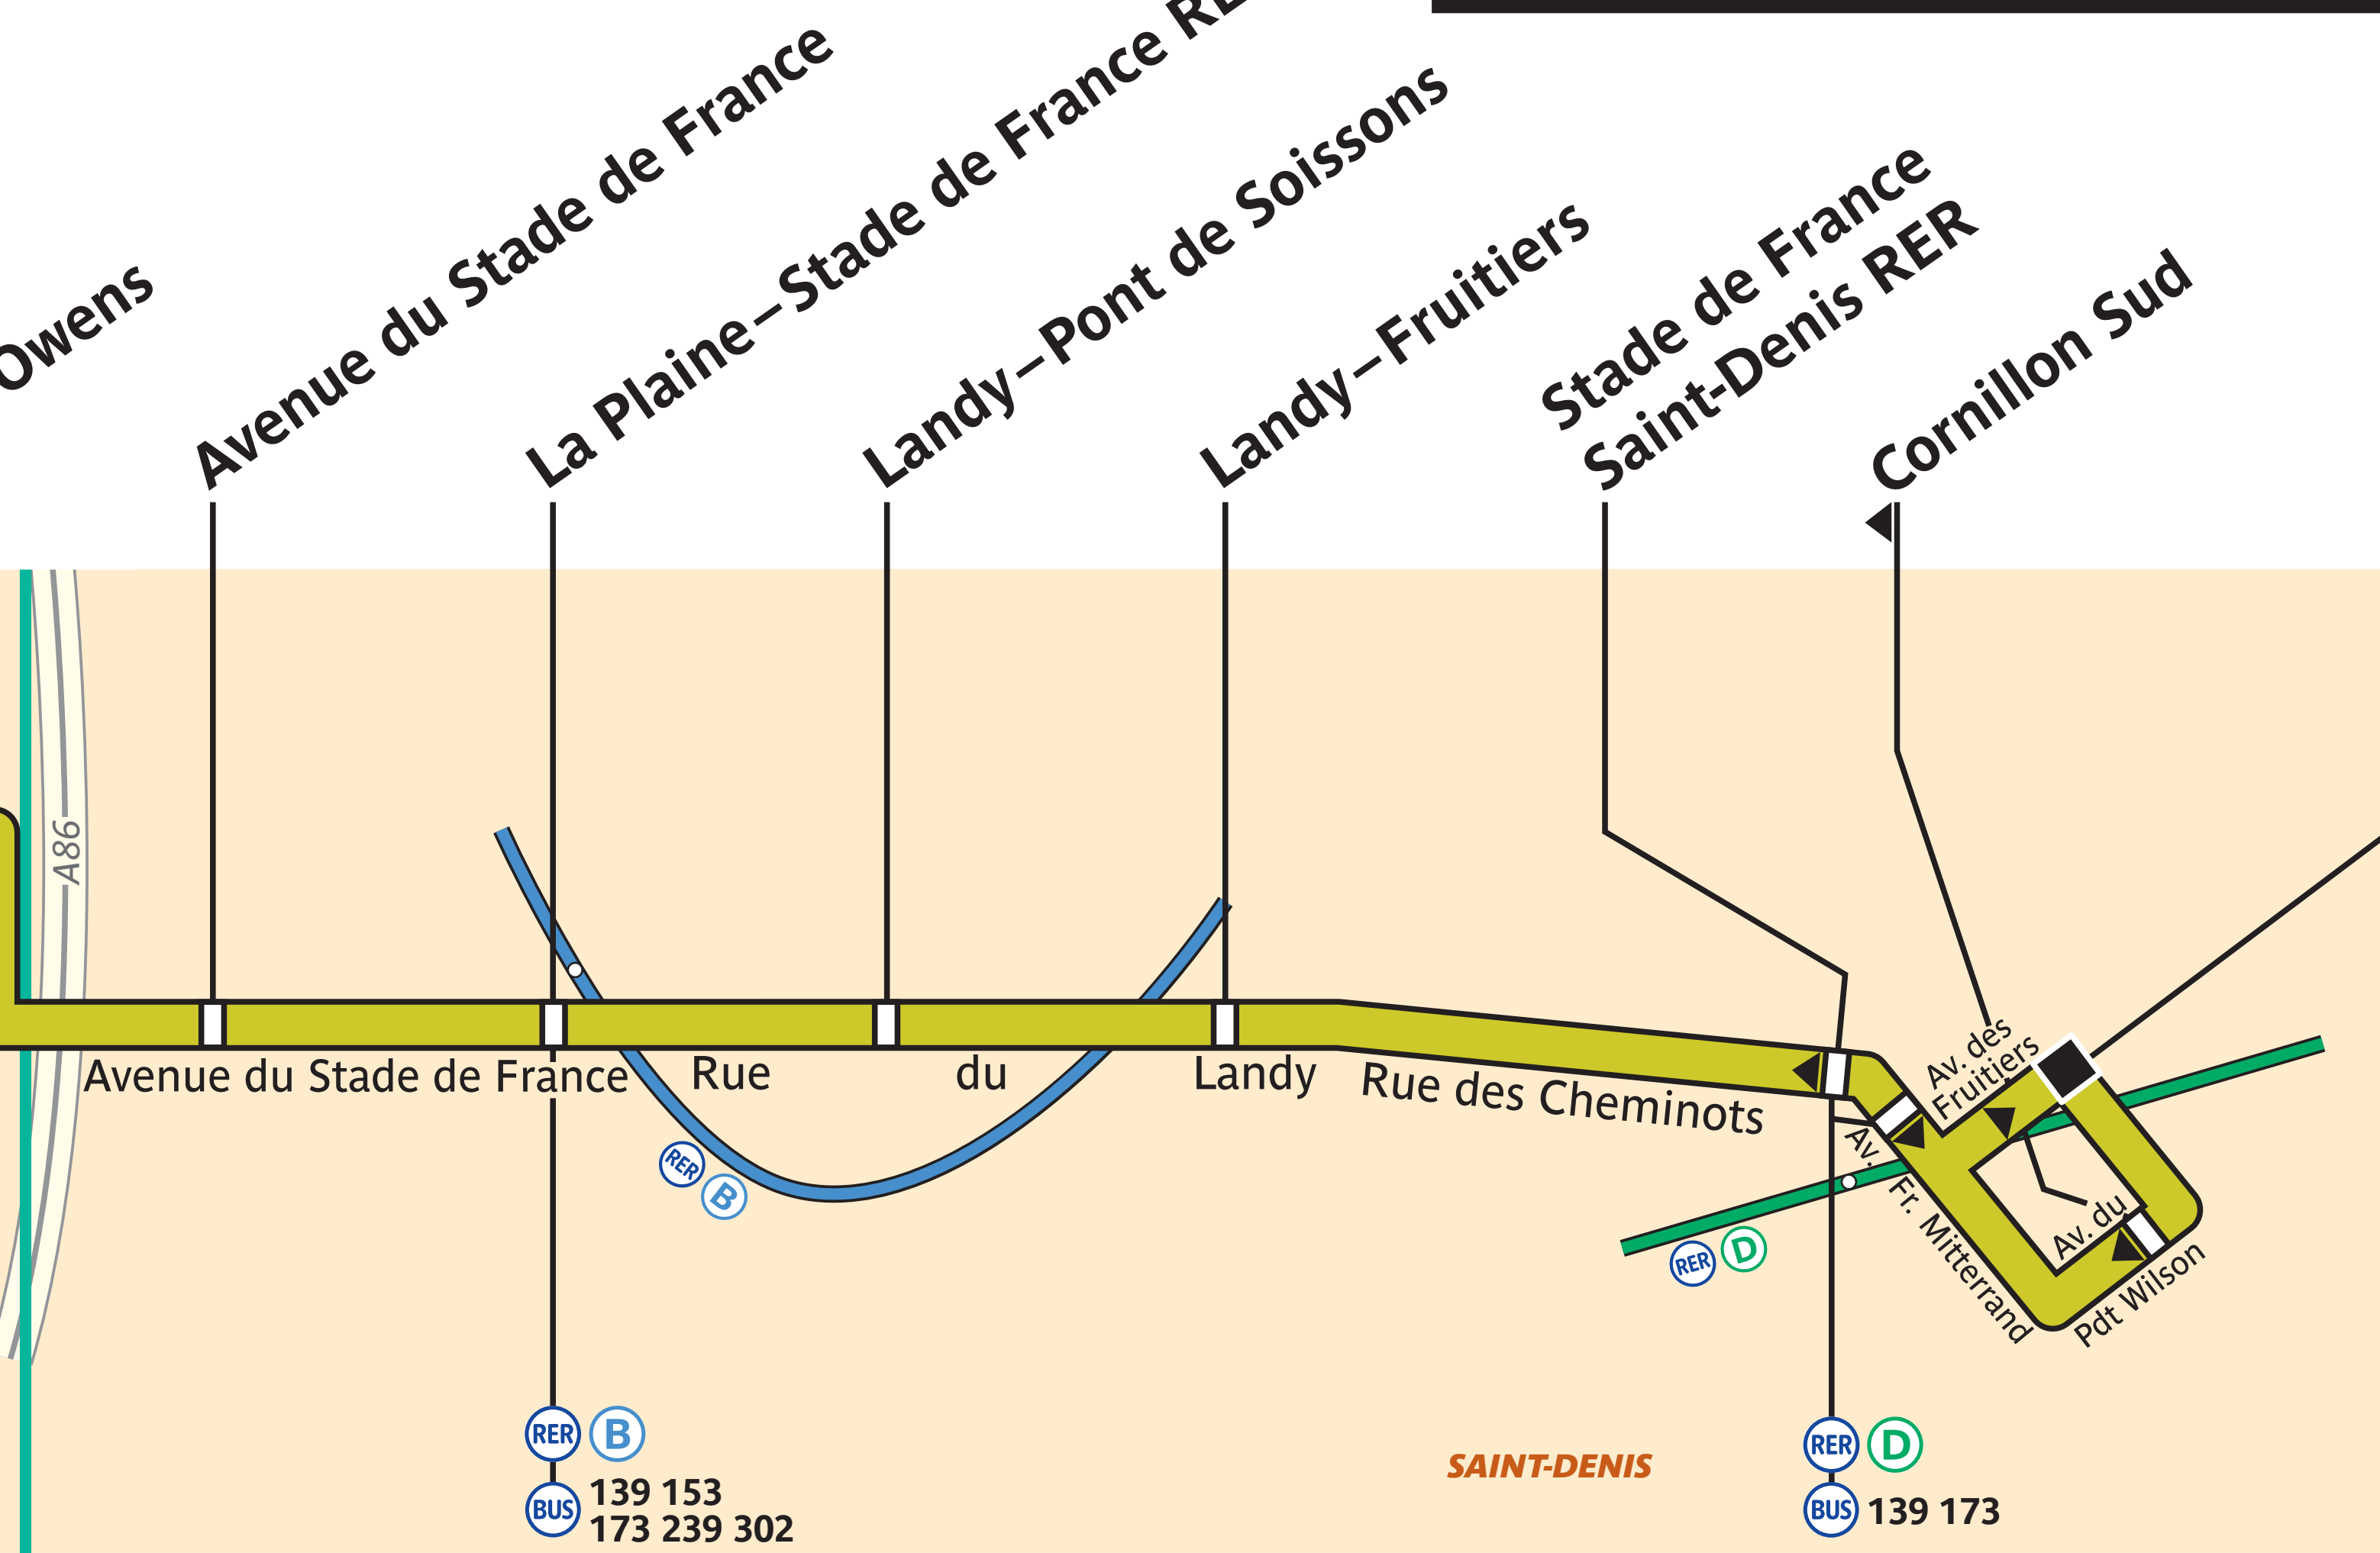 Owens
Avenue du Stade de France
La Plaine–Stade de France
Landy–Pont de Soissons
Landy–Fruitiers
Stade de France
Saint-Denis RER
Cornillon Sud
A86
Avenue du Stade de France
Rue du Landy
Rue des Cheminots
Av. des
Fruitiers
Av. Fr. Mitterrand
Av. du
Pdt Wilson
RER B
RER D
RER B
BUS 139 153
173 239 302
SAINT-DENIS
RER D
BUS 139 173